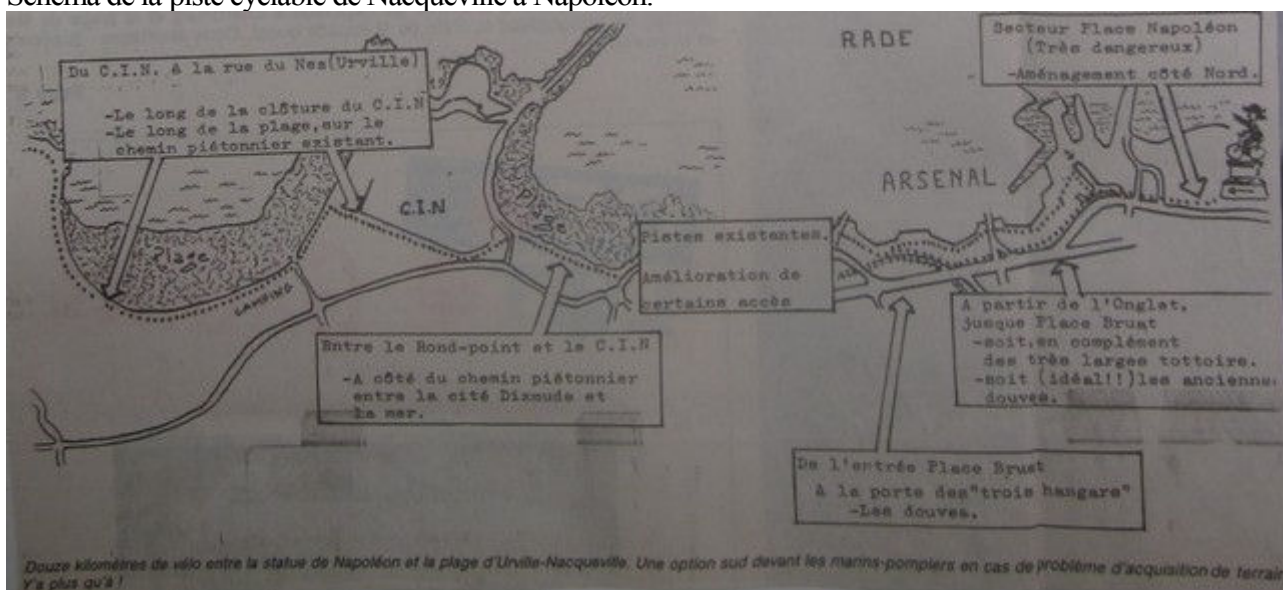 Schéma de la piste cyclable de Nacqueville à Napoléon.
Du C.I.N. à la rue du Nes(Urville)
-Le long de la clôture du C.I.N
-Le long de la plage,sur le
chemin piétonnier existant.
RADE
Secteur Place Napoléon
(Très dangereux)
-Aménagement côté Nord.
C.I.N
ARSENAL
Plage
Plage
CAMPING
Pistes existantes.
Amélioration de
certains accès
Entre le Rond-point et le C.I.N
-A côté du chemin piétonnier
entre la cité Dixmude et
la mer.
A partir de l'Onglet,
jusque Place Bruat
-soit,en complément
des très larges tottoirs.
-soit (idéal!!)les anciennes
douves.
De l'entrée Place Bruat
A la porte des"trois hangars"
-Les douves.
Douze kilomètres de vélo entre la statue de Napoléon et la plage d'Urville-Nacqueville. Une option sud devant les marins-pompiers en cas de problème d'acquisition de terrain
Y'a plus qu'à !